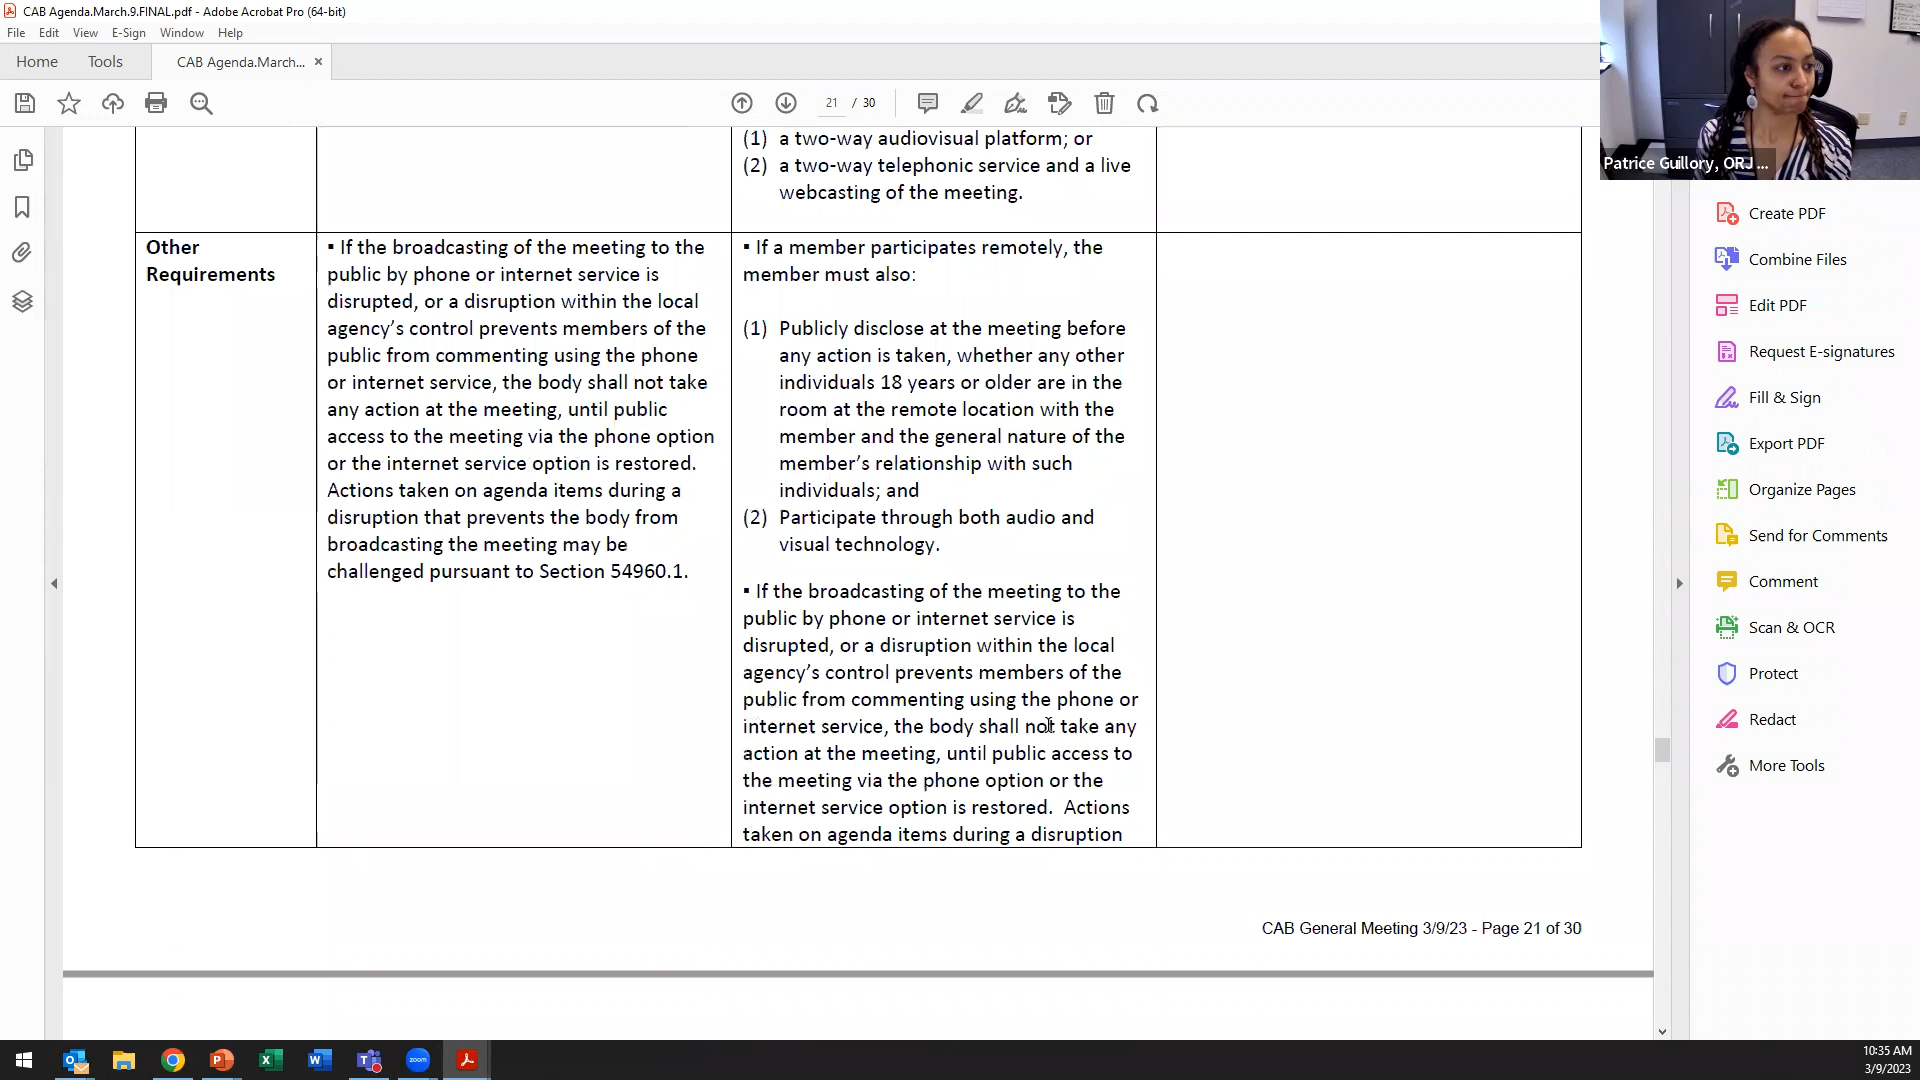 CAB Agenda.March.9.FINAL.pdf - Adobe Acrobat Pro (64-bit)
File Edit View E-Sign Window Help
Home Tools CAB Agenda.March... ×
21 / 30
(1) a two-way audiovisual platform; or
(2) a two-way telephonic service and a live
webcasting of the meeting.
Other
Requirements
▪ If the broadcasting of the meeting to the
public by phone or internet service is
disrupted, or a disruption within the local
agency’s control prevents members of the
public from commenting using the phone
or internet service, the body shall not take
any action at the meeting, until public
access to the meeting via the phone option
or the internet service option is restored.
Actions taken on agenda items during a
disruption that prevents the body from
broadcasting the meeting may be
challenged pursuant to Section 54960.1.
▪ If a member participates remotely, the
member must also:
(1) Publicly disclose at the meeting before
any action is taken, whether any other
individuals 18 years or older are in the
room at the remote location with the
member and the general nature of the
member’s relationship with such
individuals; and
(2) Participate through both audio and
visual technology.
▪ If the broadcasting of the meeting to the
public by phone or internet service is
disrupted, or a disruption within the local
agency’s control prevents members of the
public from commenting using the phone or
internet service, the body shall not take any
action at the meeting, until public access to
the meeting via the phone option or the
internet service option is restored. Actions
taken on agenda items during a disruption
CAB General Meeting 3/9/23 - Page 21 of 30
Patrice Guillory, ORJ ...
Create PDF
Combine Files
Edit PDF
Request E-signatures
Fill & Sign
Export PDF
Organize Pages
Send for Comments
Comment
Scan & OCR
Protect
Redact
More Tools
zoom
10:35 AM
3/9/2023